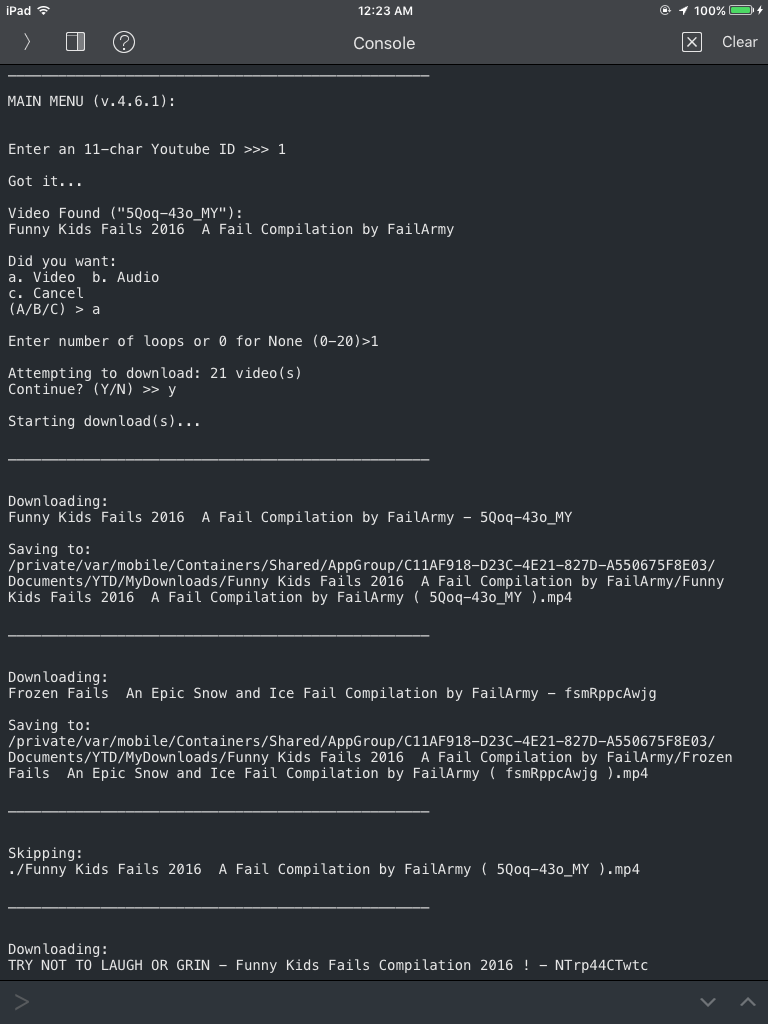 iPad 12:23 AM 100%
Console Clear
MAIN MENU (v.4.6.1):
Enter an 11-char Youtube ID >>> 1
Got it...
Video Found ("5Qoq-43o_MY"):
Funny Kids Fails 2016  A Fail Compilation by FailArmy
Did you want:
a. Video  b. Audio
c. Cancel
(A/B/C) > a
Enter number of loops or 0 for None (0-20)>1
Attempting to download: 21 video(s)
Continue? (Y/N) >> y
Starting download(s)...
Downloading:
Funny Kids Fails 2016  A Fail Compilation by FailArmy - 5Qoq-43o_MY
Saving to:
/private/var/mobile/Containers/Shared/AppGroup/C11AF918-D23C-4E21-827D-A550675F8E03/
Documents/YTD/MyDownloads/Funny Kids Fails 2016  A Fail Compilation by FailArmy/Funny
Kids Fails 2016  A Fail Compilation by FailArmy ( 5Qoq-43o_MY ).mp4
Downloading:
Frozen Fails  An Epic Snow and Ice Fail Compilation by FailArmy - fsmRppcAwjg
Saving to:
/private/var/mobile/Containers/Shared/AppGroup/C11AF918-D23C-4E21-827D-A550675F8E03/
Documents/YTD/MyDownloads/Funny Kids Fails 2016  A Fail Compilation by FailArmy/Frozen
Fails  An Epic Snow and Ice Fail Compilation by FailArmy ( fsmRppcAwjg ).mp4
Skipping:
./Funny Kids Fails 2016  A Fail Compilation by FailArmy ( 5Qoq-43o_MY ).mp4
Downloading:
TRY NOT TO LAUGH OR GRIN - Funny Kids Fails Compilation 2016 ! - NTrp44CTwtc
>